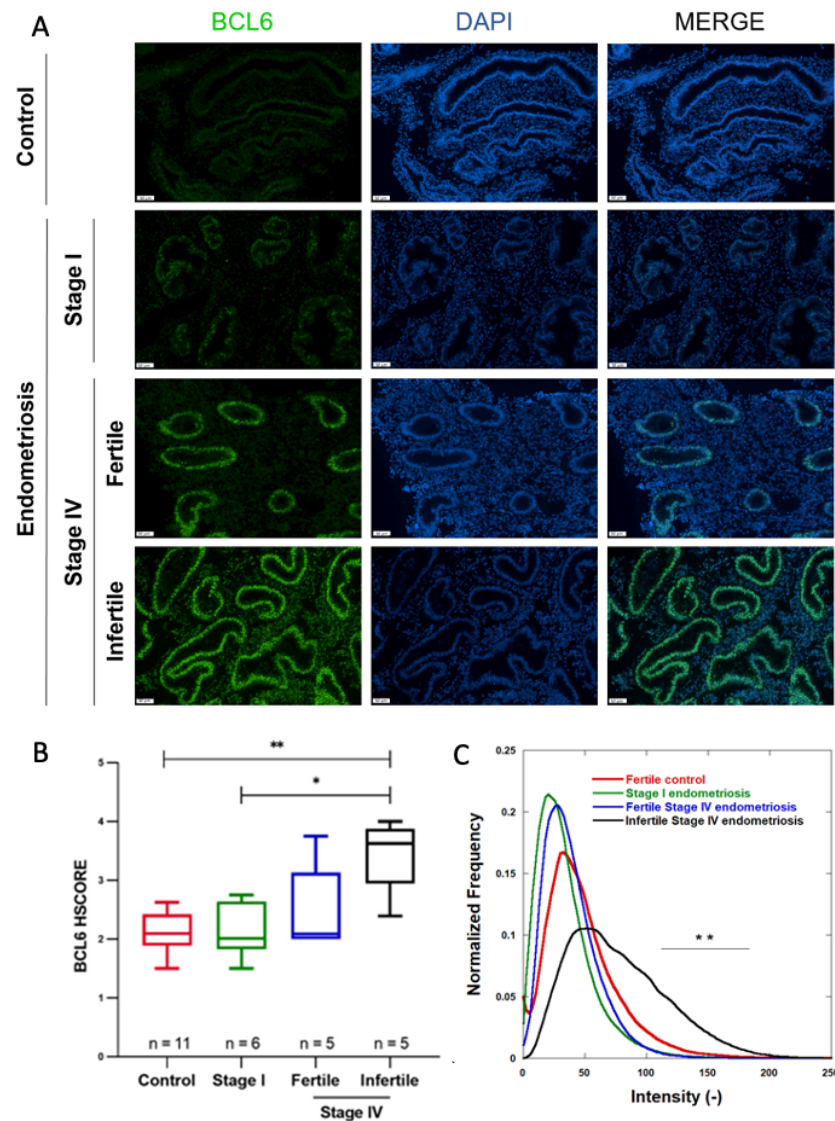 A
BCL6 DAPI MERGE
Control
Endometriosis
Stage I
Stage IV
Fertile
Infertile
B
**
*
BCL6 HSCORE
5
4
3
2
1
0
n = 11 n = 6 n = 5 n = 5
Control Stage I Fertile Infertile
Stage IV
C
Normalized Frequency
0.25
0.2
0.15
0.1
0.05
0
Fertile control
Stage I endometriosis
Fertile Stage IV endometriosis
Infertile Stage IV endometriosis
* *
0 50 100 150 200 250
Intensity (-)